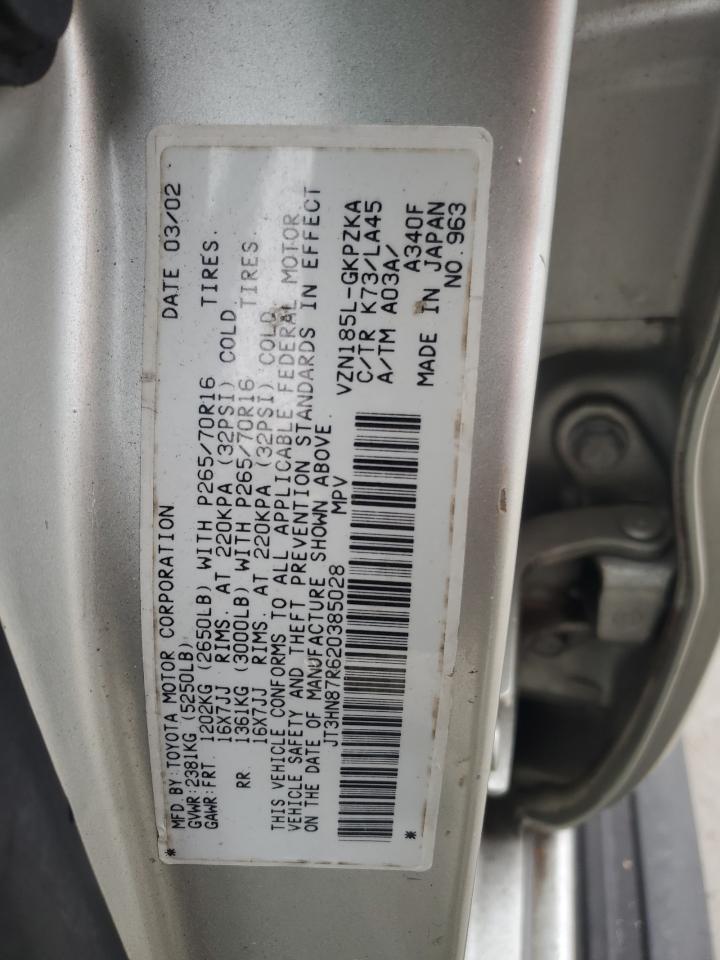 MFD. BY: TOYOTA MOTOR CORPORATION DATE 03/02
GVWR: 2381KG (5250LB)
GAWR: FRT. 1202KG (2650LB) WITH P265/70R16 TIRES.
16X7JJ RIMS. AT 220KPA (32PSI) COLD
RR 1361KG (3000LB) WITH P265/70R16 TIRES.
16X7JJ RIMS. AT 220KPA (32PSI) COLD
THIS VEHICLE CONFORMS TO ALL APPLICABLE FEDERAL MOTOR
VEHICLE SAFETY AND THEFT PREVENTION STANDARDS IN EFFECT
ON THE DATE OF MANUFACTURE SHOWN ABOVE.
JT3HN87R620385028 MPV
VZN185L-GKPZKA
C/TR K73/LA45
A/TM A03A/ A340F
MADE IN JAPAN
NO. 963
* *